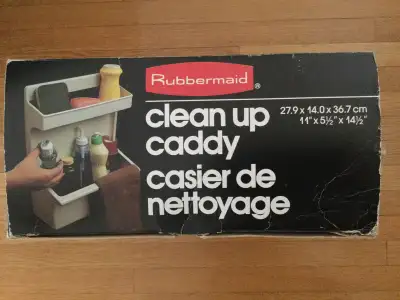 Rubbermaid®
clean up
caddy
27.9 x 14.0 x 36.7 cm
11" x 5½" x 14½"
casier de
nettoyage